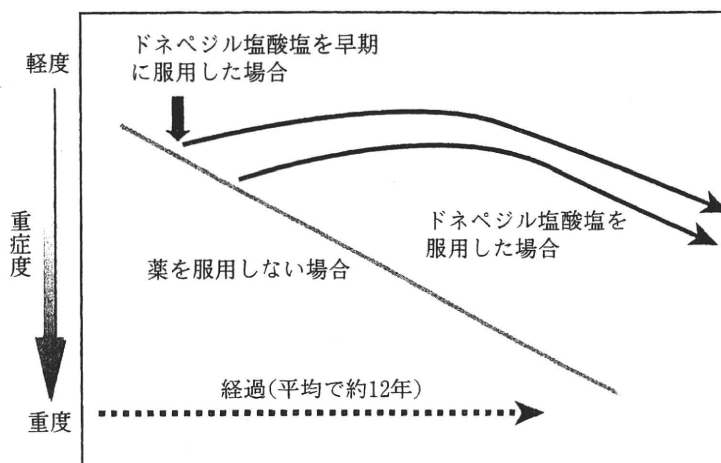 ドネペジル塩酸塩を早期
に服用した場合
軽度
重症度
ドネペジル塩酸塩を
服用した場合
薬を服用しない場合
経過(平均で約12年)
重度